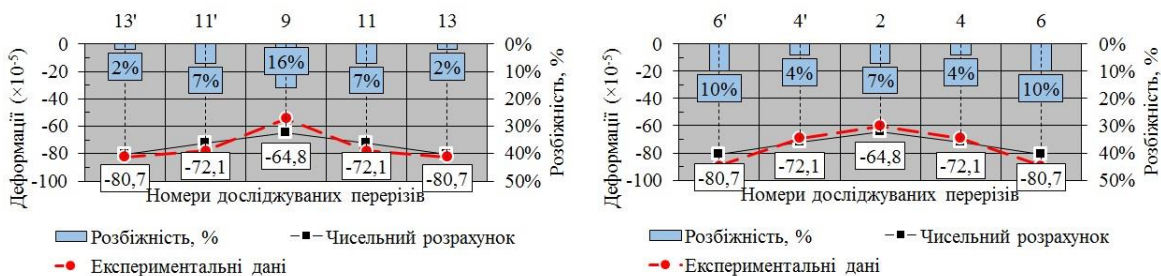 13' 11' 9 11 13
0 0%
-20 10%
-40 20%
-60 30%
-80 40%
-100 50%
Деформації (×10⁻⁵)
Розбіжність, %
2% 7% 16% 7% 2%
-80,7 -72,1 -64,8 -72,1 -80,7
Номери досліджуваних перерізів
Розбіжність, %
Чисельний розрахунок
Експериментальні дані
6' 4' 2 4 6
0 0%
-20 10%
-40 20%
-60 30%
-80 40%
-100 50%
Деформації (×10⁻⁵)
Розбіжність, %
10% 4% 7% 4% 10%
-80,7 -72,1 -64,8 -72,1 -80,7
Номери досліджуваних перерізів
Розбіжність, %
Чисельний розрахунок
Експериментальні дані